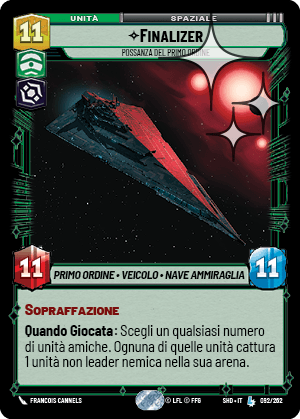 UNITÀ
SPAZIALE
11
Finalizer
POSSANZA DEL PRIMO ORDINE
11
11
PRIMO ORDINE • VEICOLO • NAVE AMMIRAGLIA
SOPRAFFAZIONE
Quando Giocata: Scegli un qualsiasi numero
di unità amiche. Ognuna di quelle unità cattura
1 unità non leader nemica nella sua arena.
FRANCOIS CANNELS
© LFL © FFG
SHD • IT
092/262